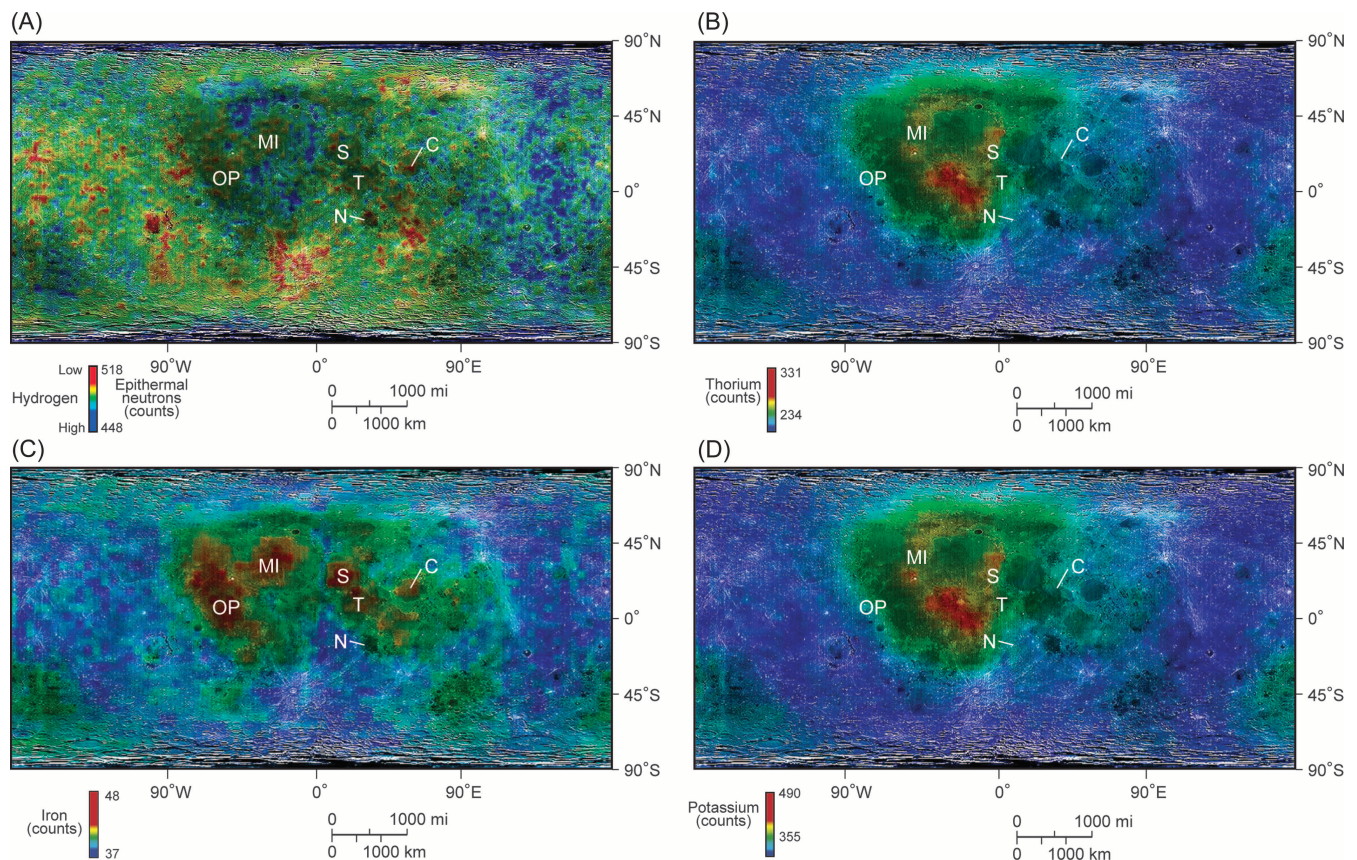 (A)
90˚N
45˚N
0˚
45˚S
90˚S
MI
S
C
OP
T
N
90˚W
0˚
90˚E
Low
518
Hydrogen
Epithermal
neutrons
(counts)
High
448
0
1000 mi
0
1000 km
(B)
90˚N
45˚N
0˚
45˚S
90˚S
MI
S
C
OP
T
N
90˚W
0˚
90˚E
Thorium
(counts)
331
234
0
1000 mi
0
1000 km
(C)
90˚N
45˚N
0˚
45˚S
90˚S
MI
S
C
OP
T
N
90˚W
0˚
90˚E
Iron
(counts)
48
37
0
1000 mi
0
1000 km
(D)
90˚N
45˚N
0˚
45˚S
90˚S
MI
S
C
OP
T
N
90˚W
0˚
90˚E
Potassium
(counts)
490
355
0
1000 mi
0
1000 km